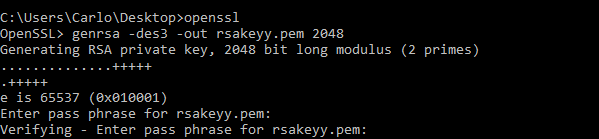 C:\Users\Carlo\Desktop>openssl
OpenSSL> genrsa -des3 -out rsakeyy.pem 2048
Generating RSA private key, 2048 bit long modulus (2 primes)
..............+++++
.+++++
e is 65537 (0x010001)
Enter pass phrase for rsakeyy.pem:
Verifying - Enter pass phrase for rsakeyy.pem: